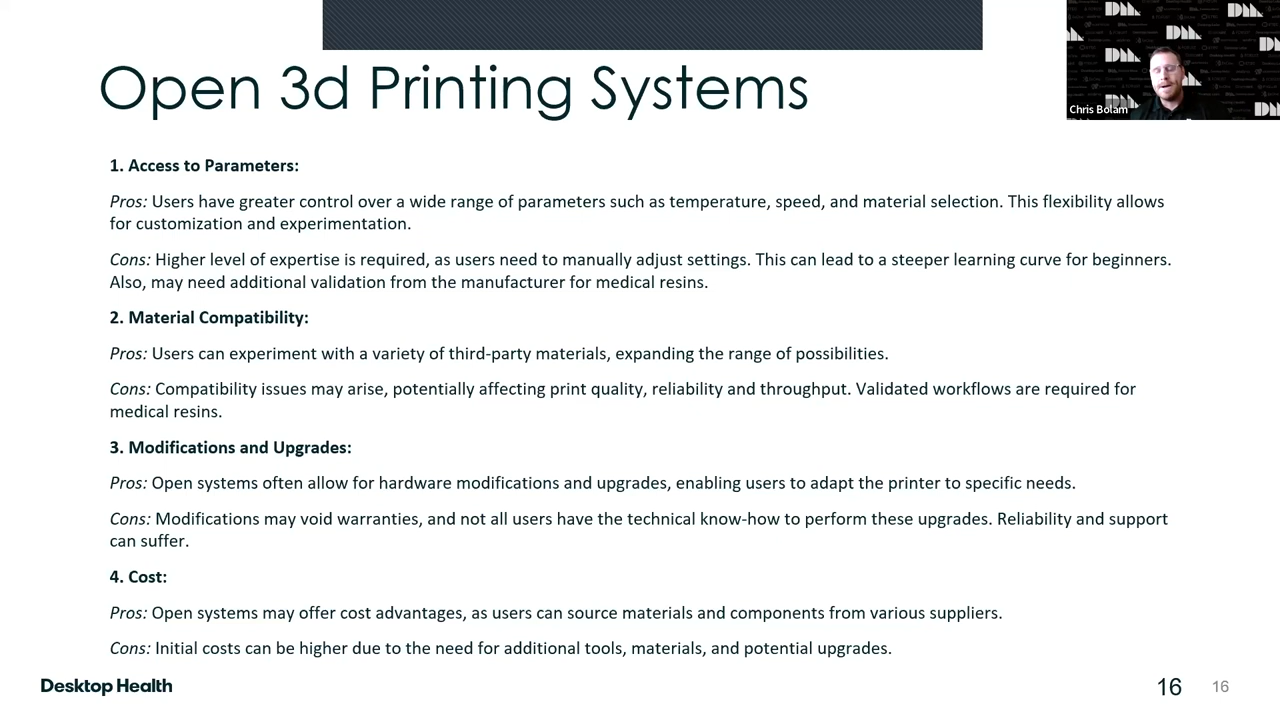 Open 3d Printing Systems
Chris Bolam
1. Access to Parameters:
Pros: Users have greater control over a wide range of parameters such as temperature, speed, and material selection. This flexibility allows
for customization and experimentation.
Cons: Higher level of expertise is required, as users need to manually adjust settings. This can lead to a steeper learning curve for beginners.
Also, may need additional validation from the manufacturer for medical resins.
2. Material Compatibility:
Pros: Users can experiment with a variety of third-party materials, expanding the range of possibilities.
Cons: Compatibility issues may arise, potentially affecting print quality, reliability and throughput. Validated workflows are required for
medical resins.
3. Modifications and Upgrades:
Pros: Open systems often allow for hardware modifications and upgrades, enabling users to adapt the printer to specific needs.
Cons: Modifications may void warranties, and not all users have the technical know-how to perform these upgrades. Reliability and support
can suffer.
4. Cost:
Pros: Open systems may offer cost advantages, as users can source materials and components from various suppliers.
Cons: Initial costs can be higher due to the need for additional tools, materials, and potential upgrades.
Desktop Health
16
16